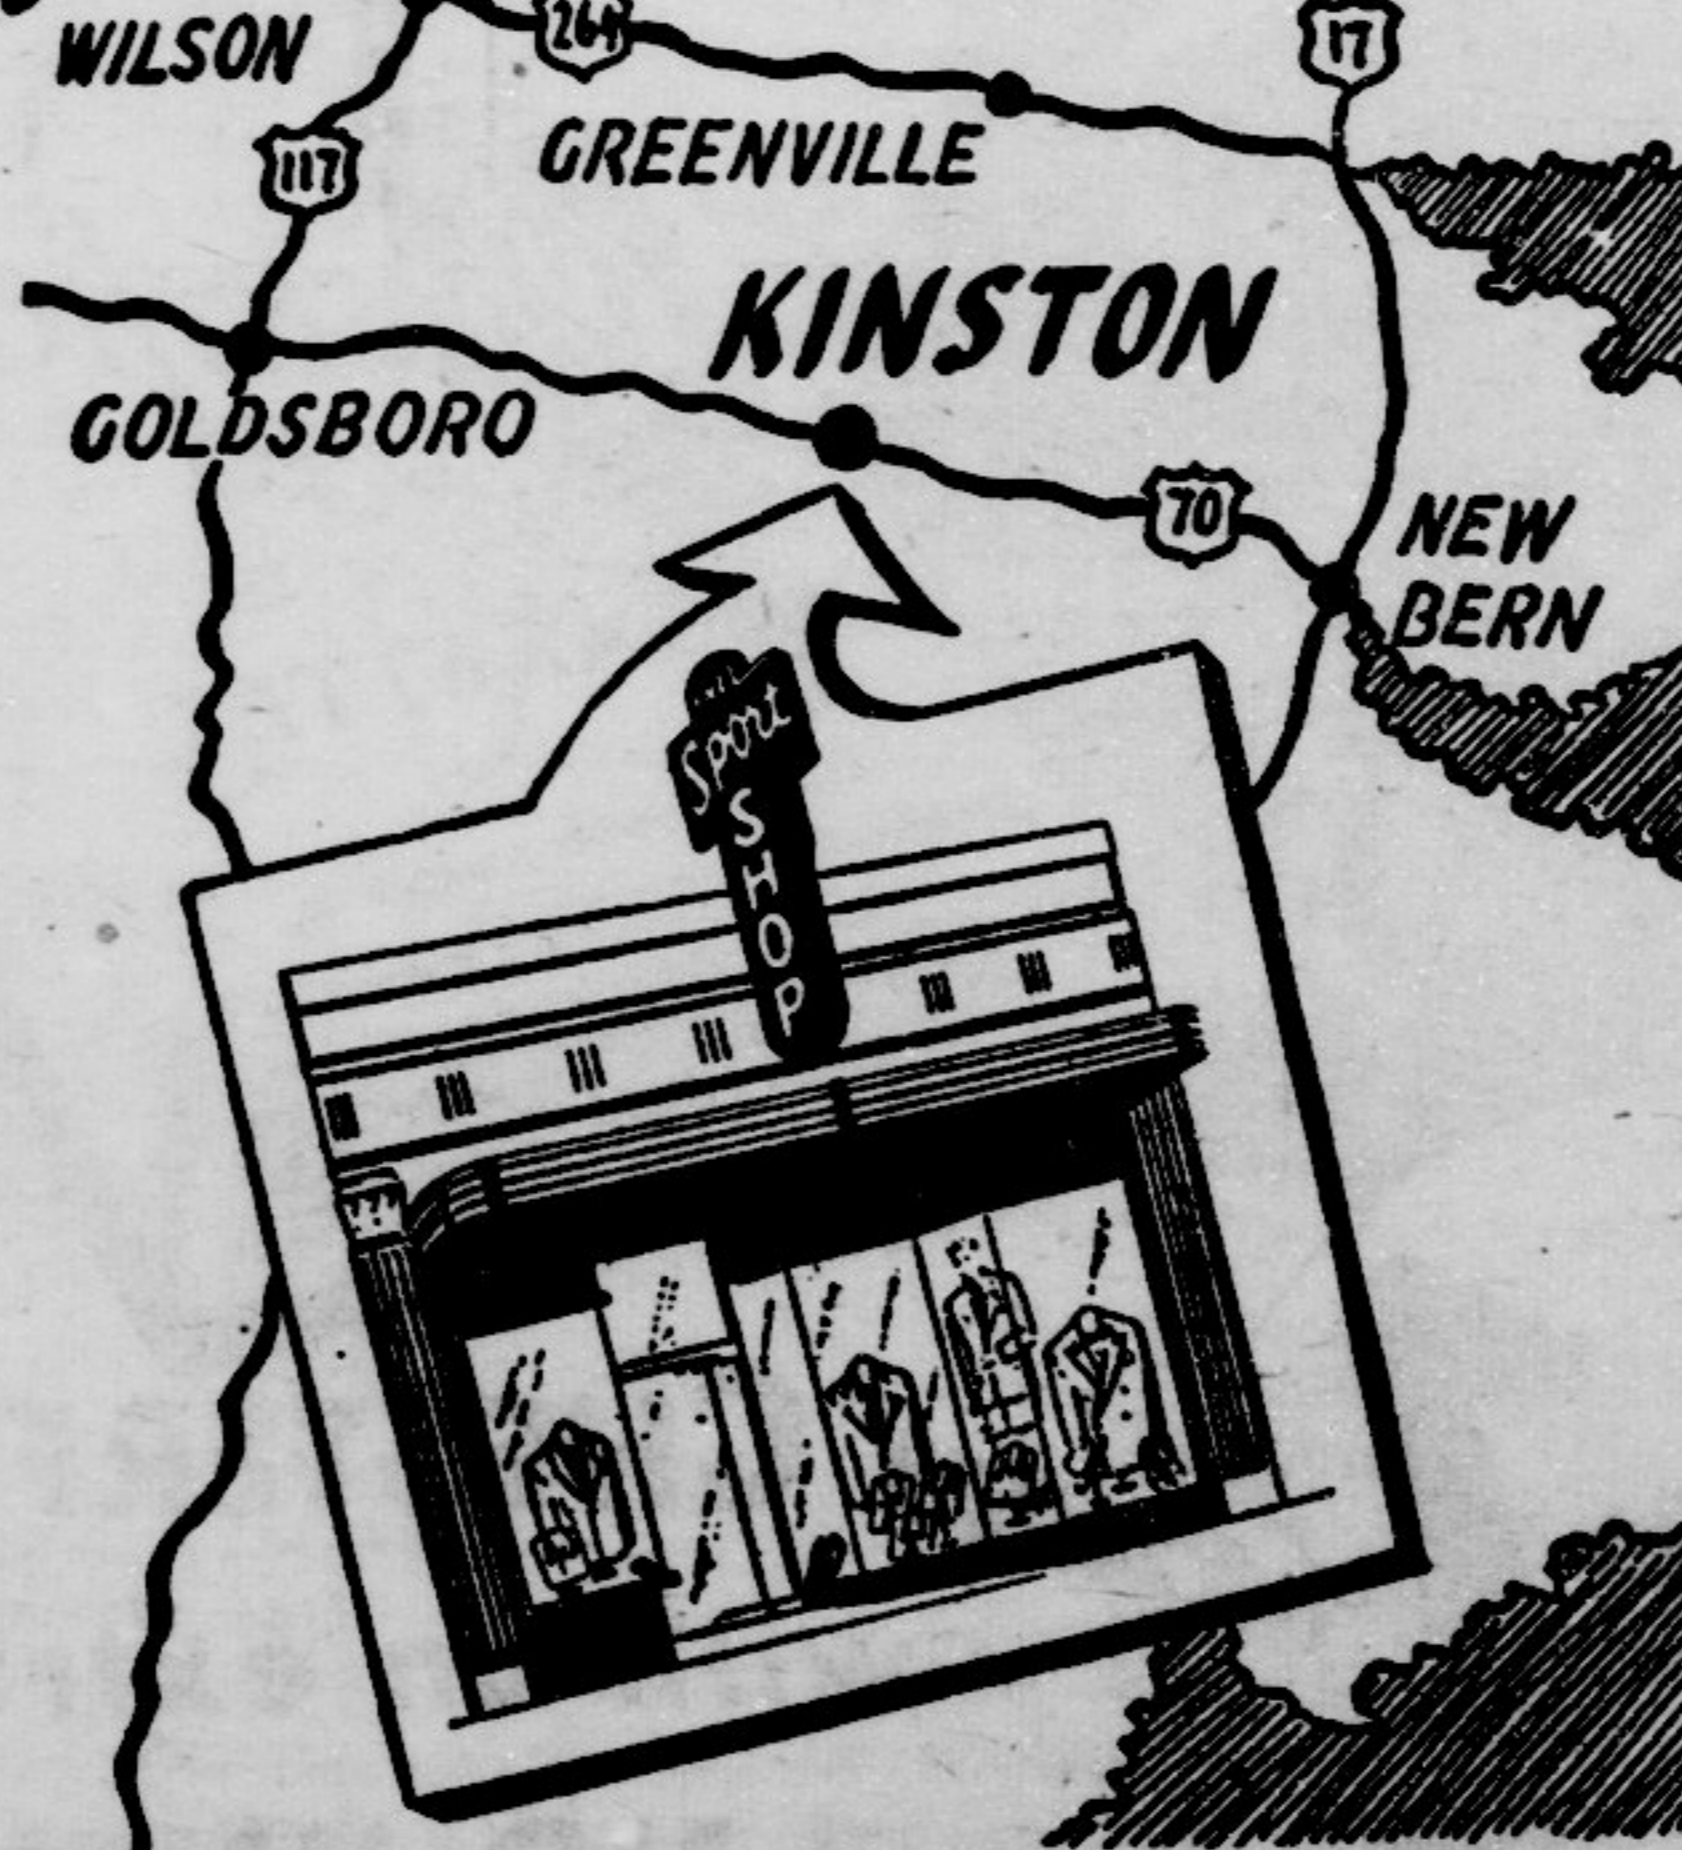 WILSON
264
17
117
GREENVILLE
KINSTON
GOLDSBORO
70
NEW
BERN
Sport
SHOP